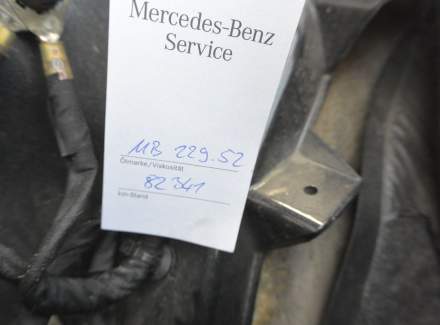 Mercedes-Benz
Service
MB 229.52
Ölmarke/Viskosität
82341
km-Stand